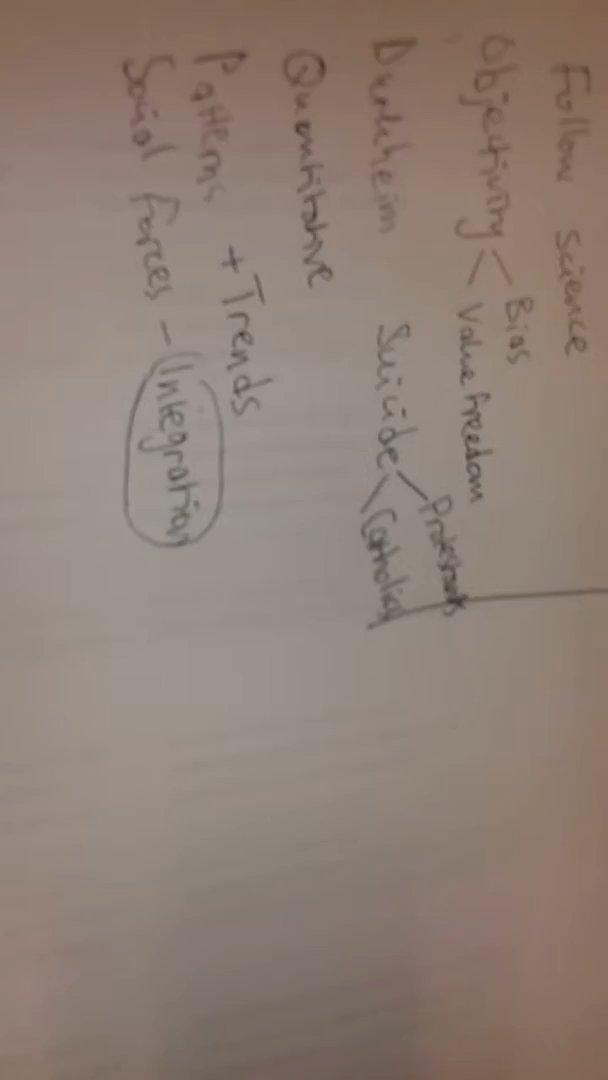 Follow Science
Objectivity < Bias
Value freedom
Durkheim Suicide < Protestants
Catholics
Quantitative
Patterns + Trends
Social Forces - Integration